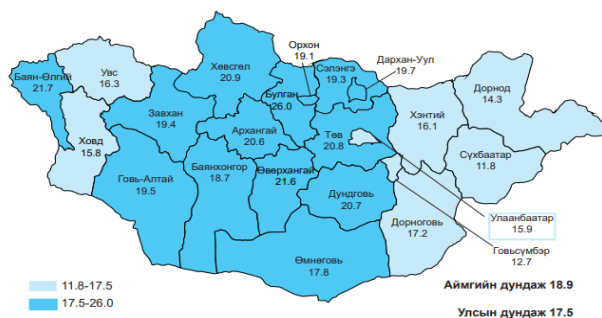 Баян-Өлгий
21.7
Увс
16.3
Ховд
15.8
Завхан
19.4
Говь-Алтай
19.5
Хөвсгөл
20.9
Архангай
20.6
Баянхонгор
18.7
Булган
26.0
Орхон
19.1
Сэлэнгэ
19.3
Дархан-Уул
19.7
Төв
20.8
Өвөрхангай
21.6
Дундговь
20.7
Өмнөговь
17.8
Хэнтий
16.1
Дорнод
14.3
Сүхбаатар
11.8
Дорноговь
17.2
Улаанбаатар
15.9
Говьсүмбэр
12.7
11.8-17.5
17.5-26.0
Аймгийн дундаж 18.9
Улсын дундаж 17.5